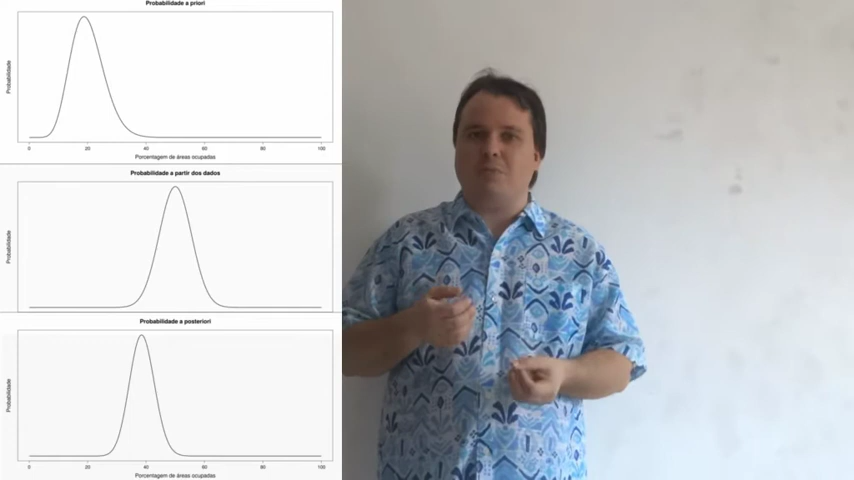 Probabilidade a priori
Probabilidade
0 20 40 60 80 100
Porcentagem de áreas ocupadas
Probabilidade a partir dos dados
Probabilidade
0 20 40 60 80 100
Porcentagem de áreas ocupadas
Probabilidade a posteriori
Probabilidade
0 20 40 60 80 100
Porcentagem de áreas ocupadas